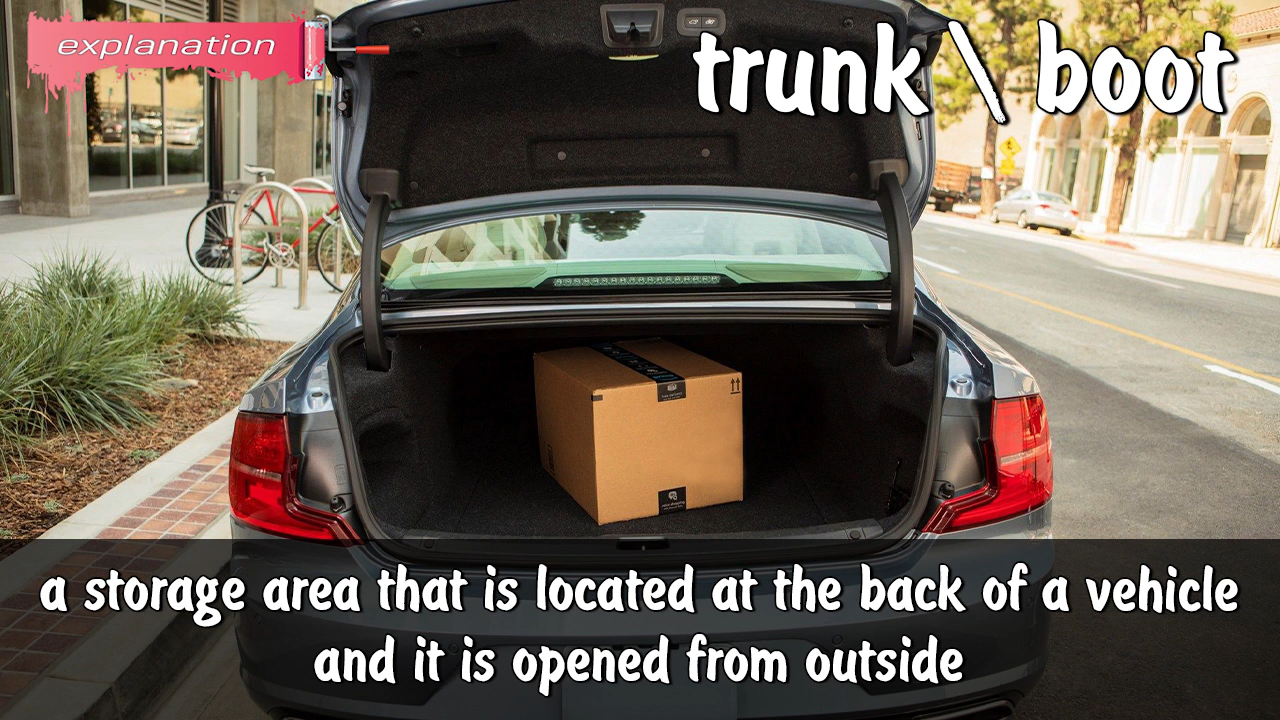 explanation
trunk \ boot
a storage area that is located at the back of a vehicle
and it is opened from outside